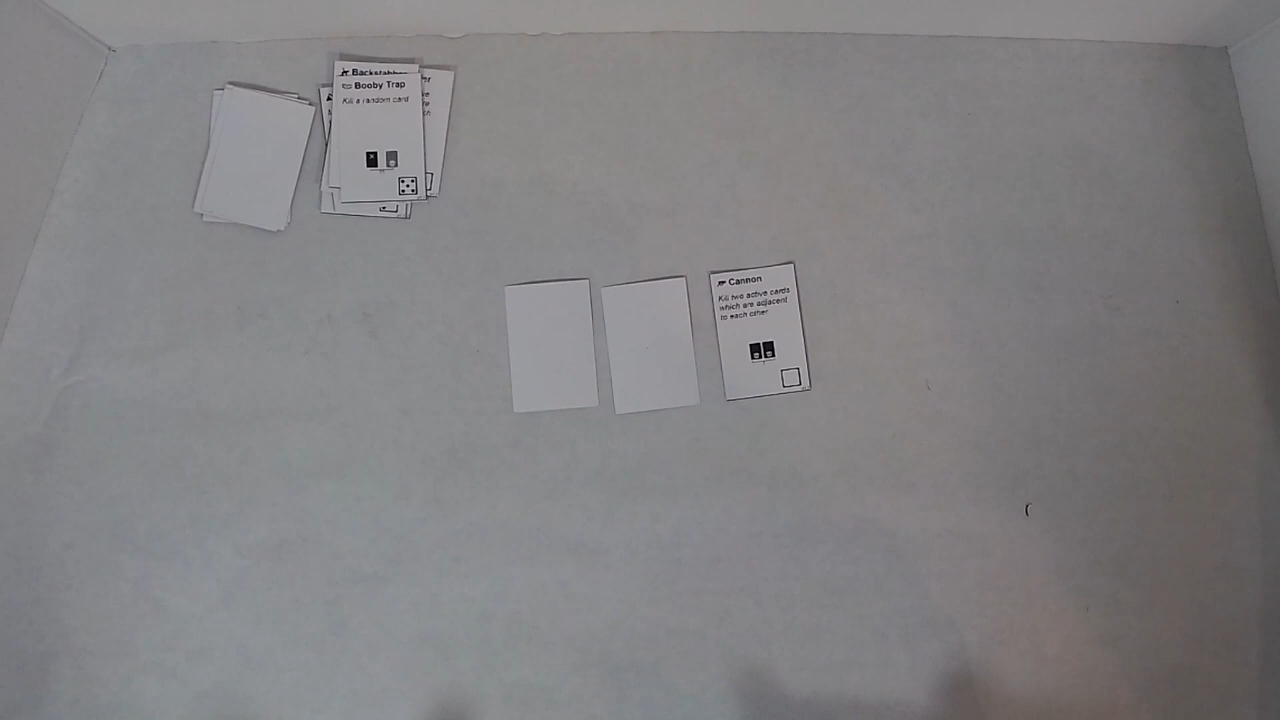 Backstabber
Booby Trap
Kill a random card
Cannon
Kill two active cards
which are adjacent
to each other